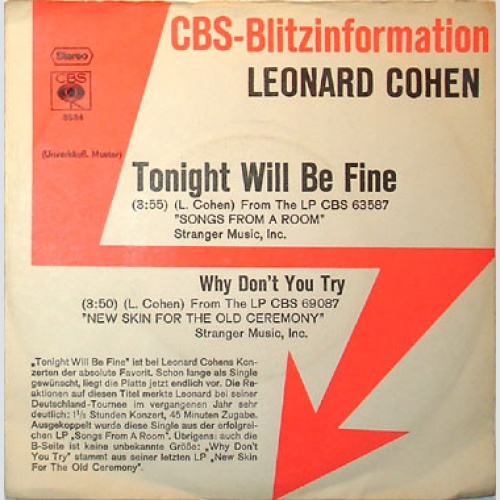 CBS-Blitzinformation
LEONARD COHEN
Stereo
CBS
(Unverkäufl. Muster)
Tonight Will Be Fine
(3:55) (L. Cohen) From The LP CBS 63587
"SONGS FROM A ROOM"
Stranger Music, Inc.
Why Don't You Try
(3:50) (L. Cohen) From The LP CBS 69087
"NEW SKIN FOR THE OLD CEREMONY"
Stranger Music, Inc.
„Tonight Will Be Fine" ist bei Leonard Cohens Kon-
zerten der absolute Favorit. Schon lange als Single
gewünscht, liegt die Platte jetzt endlich vor. Die Re-
aktionen auf diesen Titel merkte Leonard bei seiner
Deutschland-Tournee im vergangenen Jahr sehr
deutlich: 1½ Stunden Konzert, 45 Minuten Zugabe.
Ausgekoppelt wurde diese Single aus der erfolgrei-
chen LP „Songs From A Room". Übrigens: auch die
B-Seite ist keine unbekannte Größe: „Why Don't
You Try" stammt aus seiner letzten LP „New Skin
For The Old Ceremony".